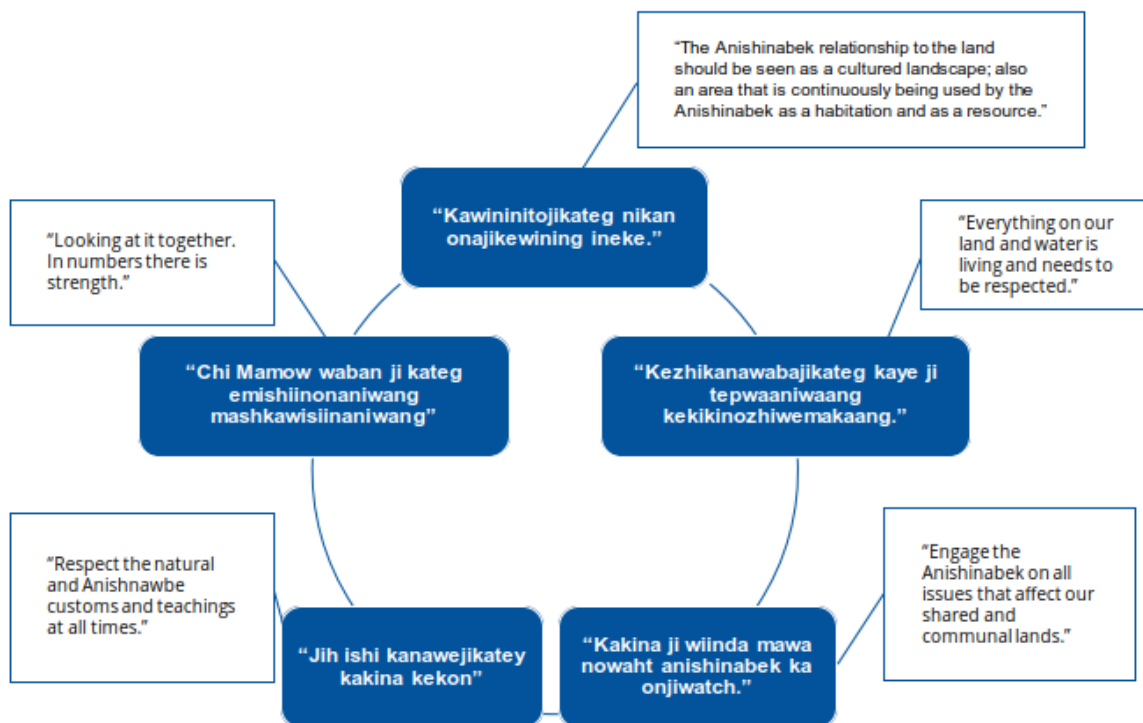 “The Anishinabek relationship to the land
should be seen as a cultured landscape; also
an area that is continuously being used by the
Anishinabek as a habitation and as a resource.”
“Kawininitojikateg nikan
onajikewining ineke.”
“Looking at it together.
In numbers there is
strength.”
“Everything on our
land and water is
living and needs to
be respected.”
“Chi Mamow waban ji kateg
emishiinonaniwang
mashkawisiinaniwang”
“Kezhikanawabajikateg kaye ji
tepwaaniwaang
kekikinozhiwemakaang.”
“Respect the natural
and Anishnawbe
customs and teachings
at all times.”
“Engage the
Anishinabek on all
issues that affect our
shared and
communal lands.”
“Jih ishi kanawejikatey
kakina kekon”
“Kakina ji wiinda mawa
nowaht anishinabek ka
onjiwatch.”